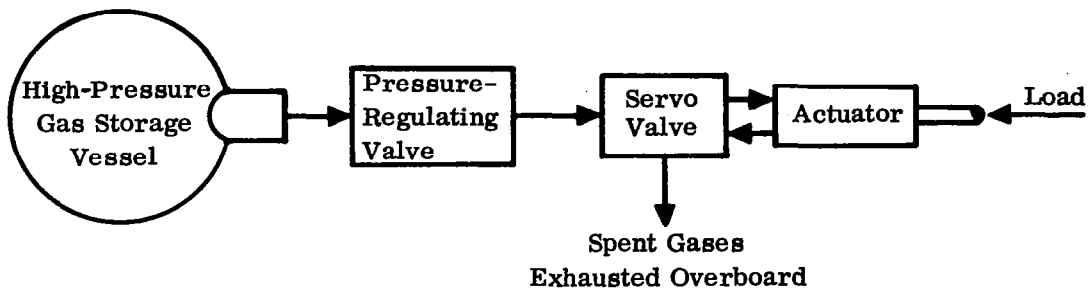 High-Pressure
Gas Storage
Vessel
Pressure-
Regulating
Valve
Servo
Valve
Actuator
Load
Spent Gases
Exhausted Overboard